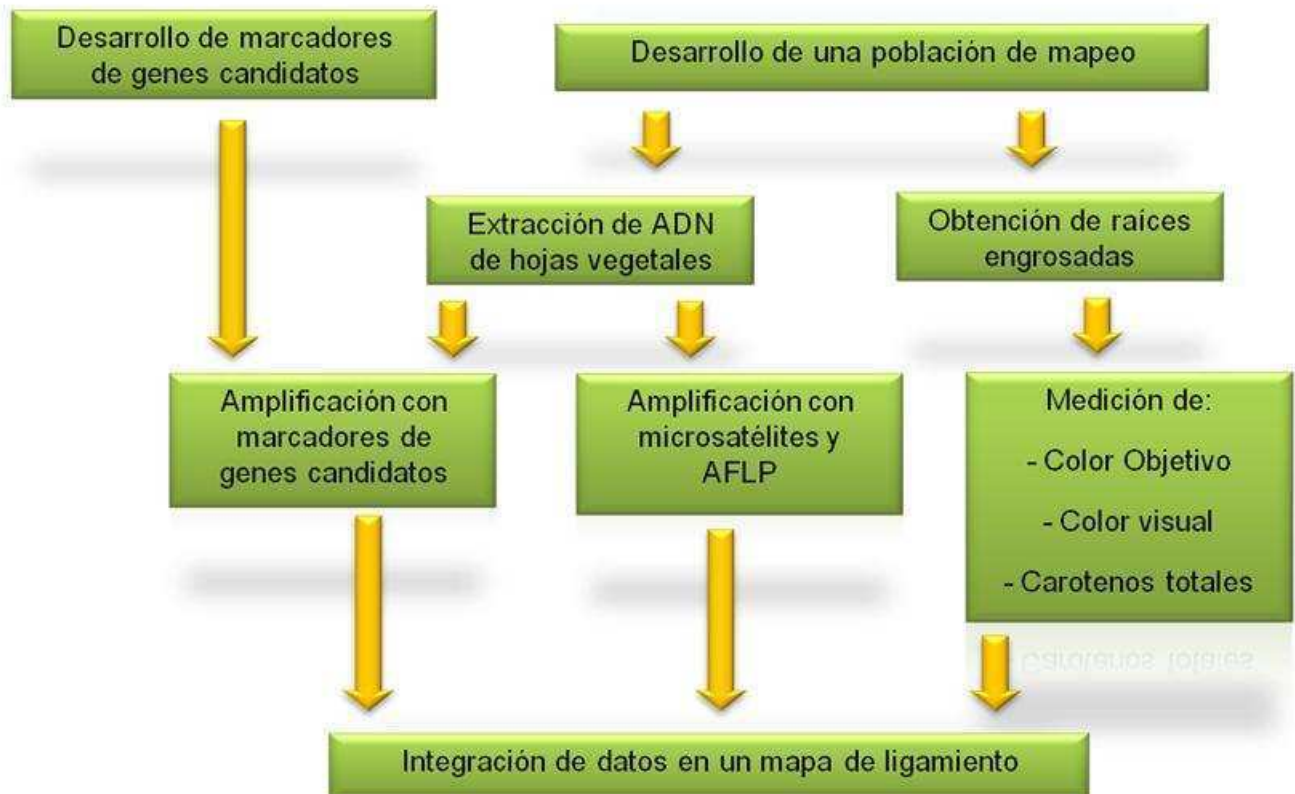 Desarrollo de marcadores
de genes candidatos
Desarrollo de una población de mapeo
Extracción de ADN
de hojas vegetales
Obtención de raíces
engrosadas
Amplificación con
marcadores de
genes candidatos
Amplificación con
microsatélites y
AFLP
Medición de:
- Color Objetivo
- Color visual
- Carotenos totales
Integración de datos en un mapa de ligamiento